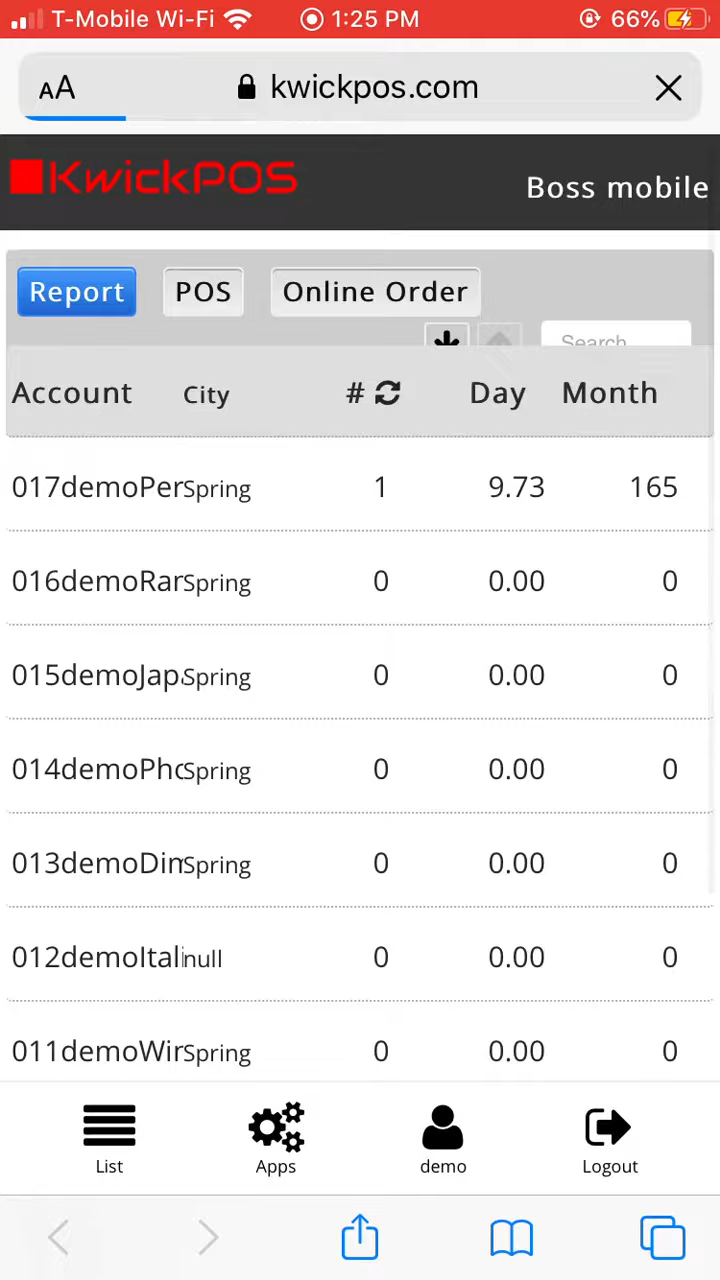 T-Mobile Wi-Fi 1:25 PM 66%
AA kwickpos.com
KwickPOS Boss mobile
Report POS Online Order
Search
Account City # Day Month
017demoPer Spring 1 9.73 165
016demoRar Spring 0 0.00 0
015demoJap Spring 0 0.00 0
014demoPho Spring 0 0.00 0
013demoDin Spring 0 0.00 0
012demoItali null 0 0.00 0
011demoWin Spring 0 0.00 0
List Apps demo Logout